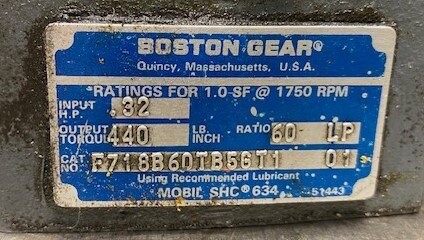 BOSTON GEAR®
Quincy, Massachusetts, U.S.A.
*RATINGS FOR 1.0-SF @ 1750 RPM
INPUT H.P. .32
OUTPUT TORQUE 440 LB. INCH RATIO 60 LP
CAT. NO. F718B60TB5GT1 Q1
Using Recommended Lubricant
MOBIL SHC® 634 51443